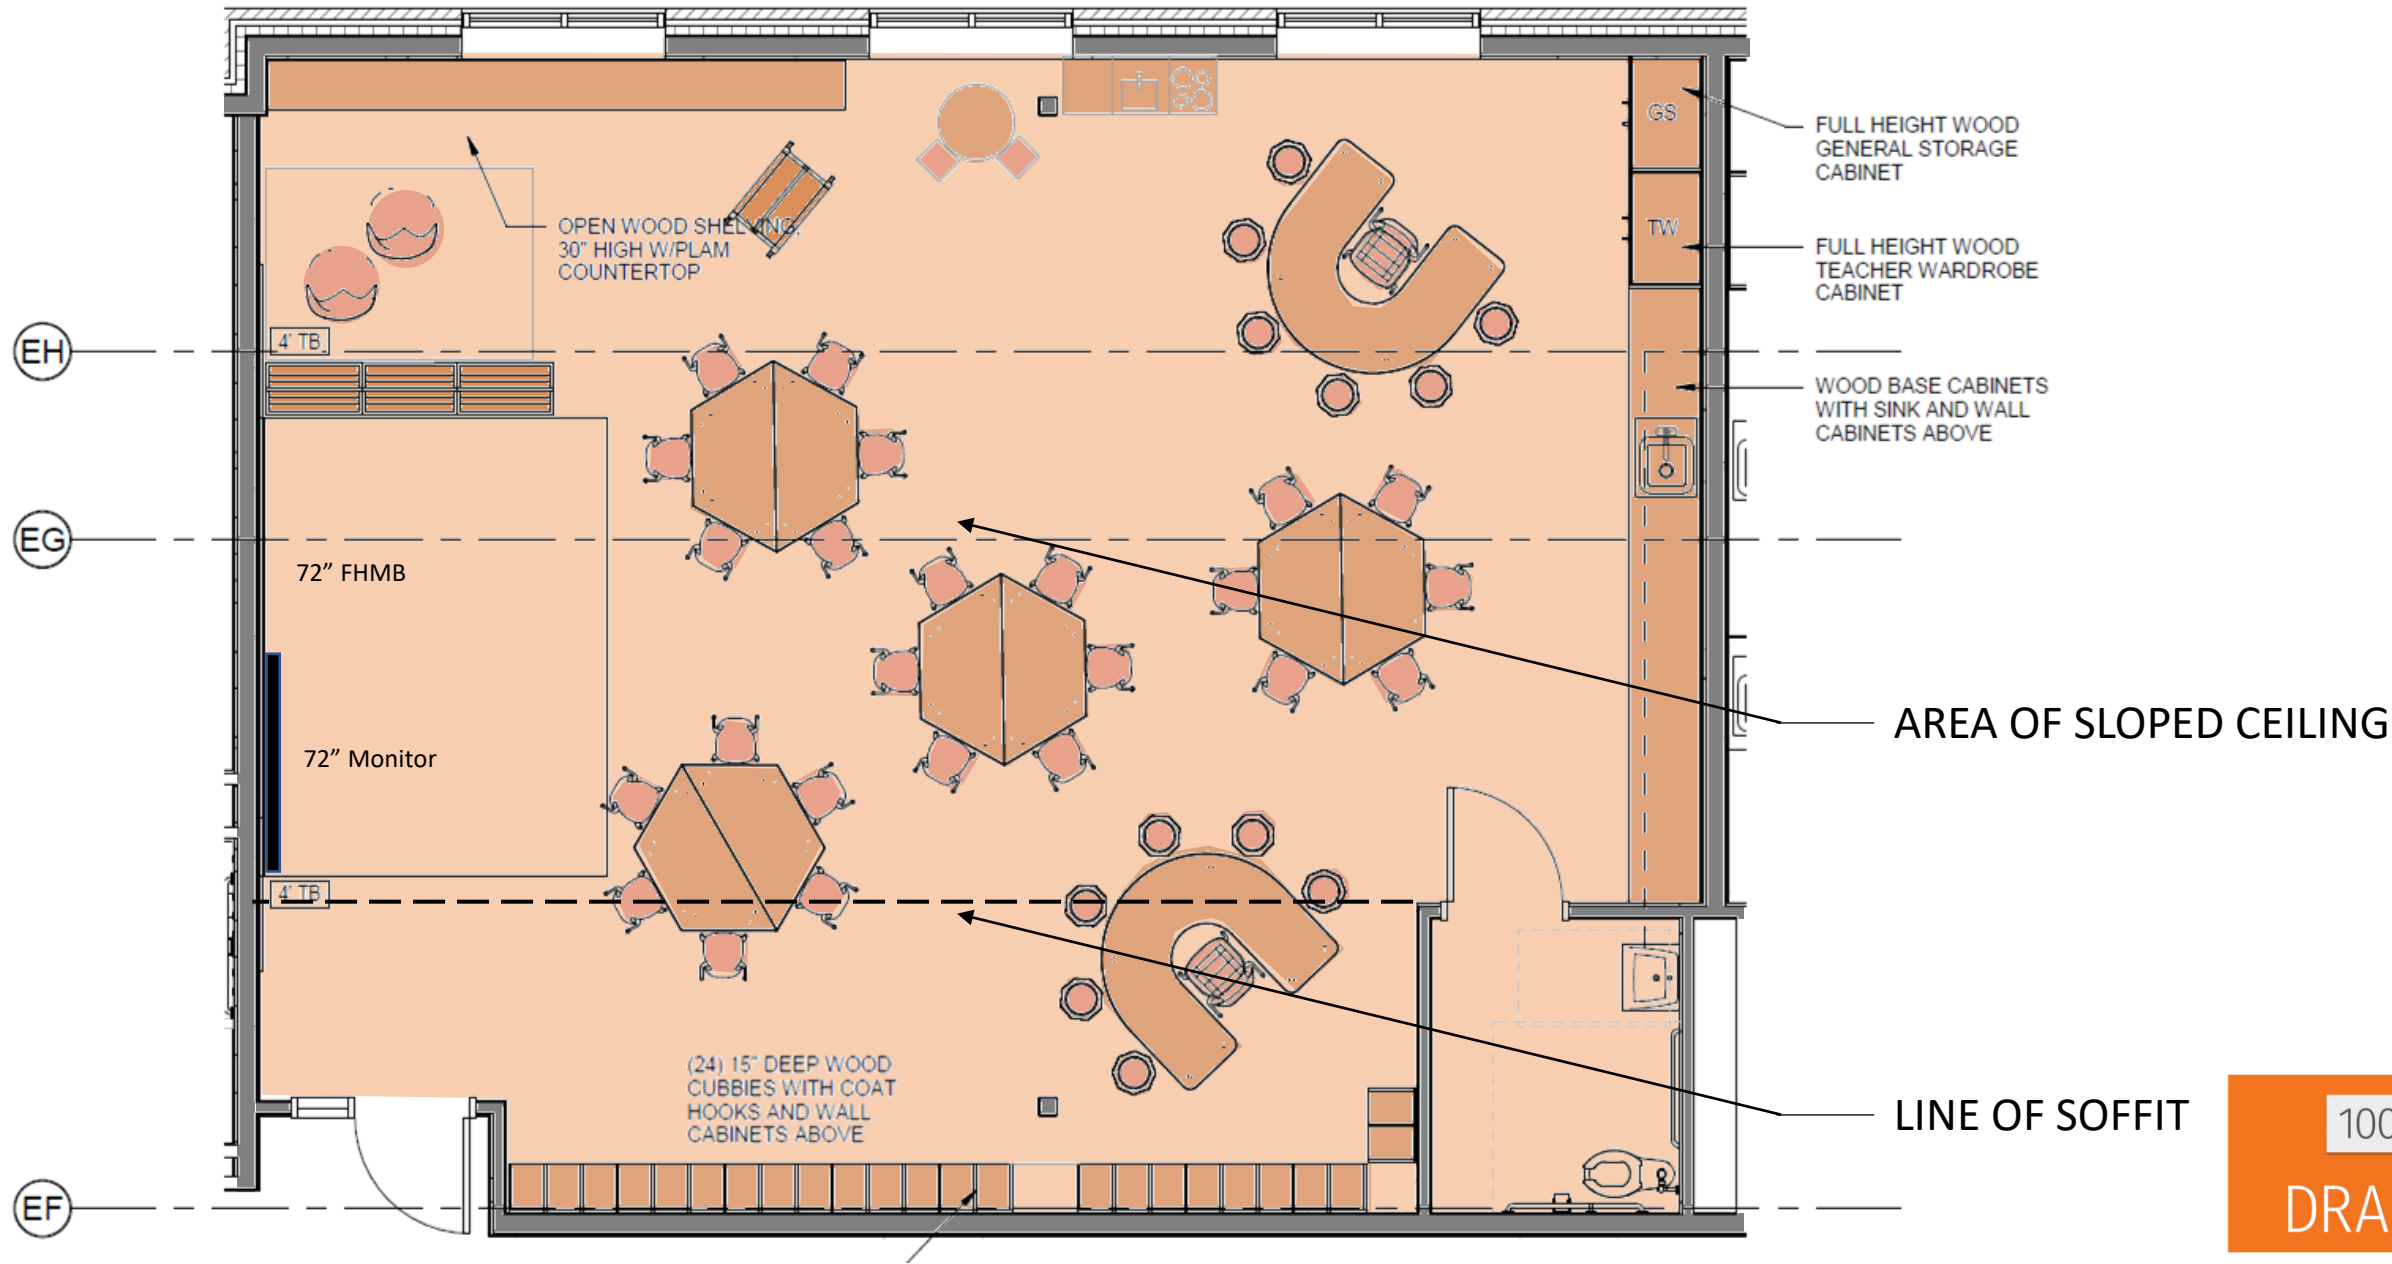 GS
FULL HEIGHT WOOD
GENERAL STORAGE
CABINET
OPEN WOOD SHELVING,
30" HIGH W/PLAM
COUNTERTOP
TW
FULL HEIGHT WOOD
TEACHER WARDROBE
CABINET
EH
4' TB
WOOD BASE CABINETS
WITH SINK AND WALL
CABINETS ABOVE
EG
72” FHMB
AREA OF SLOPED CEILING
72” Monitor
4' TB
(24) 15" DEEP WOOD
CUBBIES WITH COAT
HOOKS AND WALL
CABINETS ABOVE
LINE OF SOFFIT
100
DRA
EF